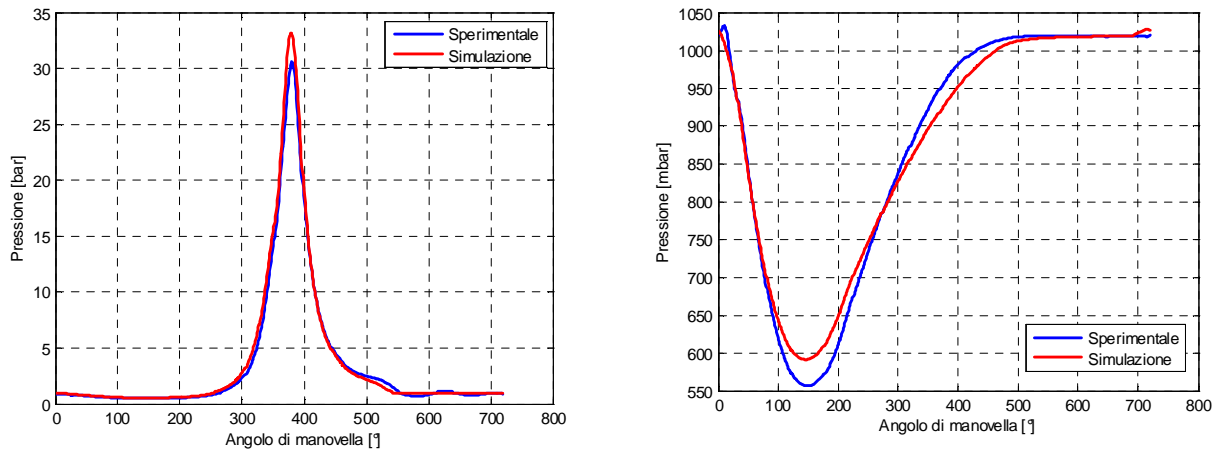 35
30
25
20
15
10
5
0
Pressione [bar]
0 100 200 300 400 500 600 700 800
Angolo di manovella [°]
Sperimentale
Simulazione
1050
1000
950
900
850
800
750
700
650
600
550
Pressione [mbar]
0 100 200 300 400 500 600 700 800
Angolo di manovella [°]
Sperimentale
Simulazione